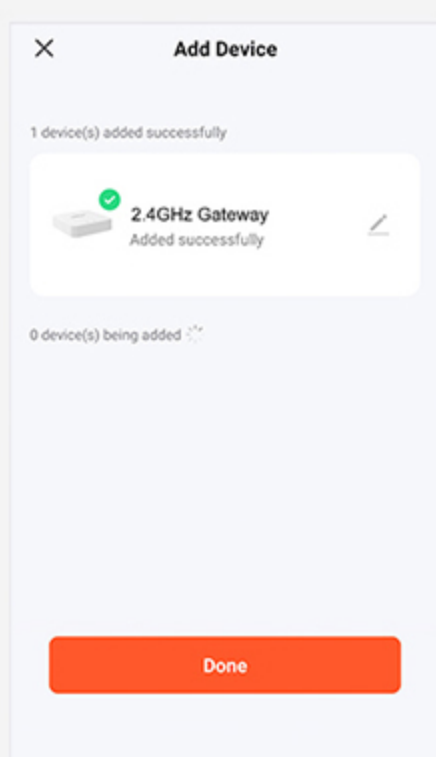 Add Device
1 device(s) added successfully
2.4GHz Gateway
Added successfully
0 device(s) being added
Done